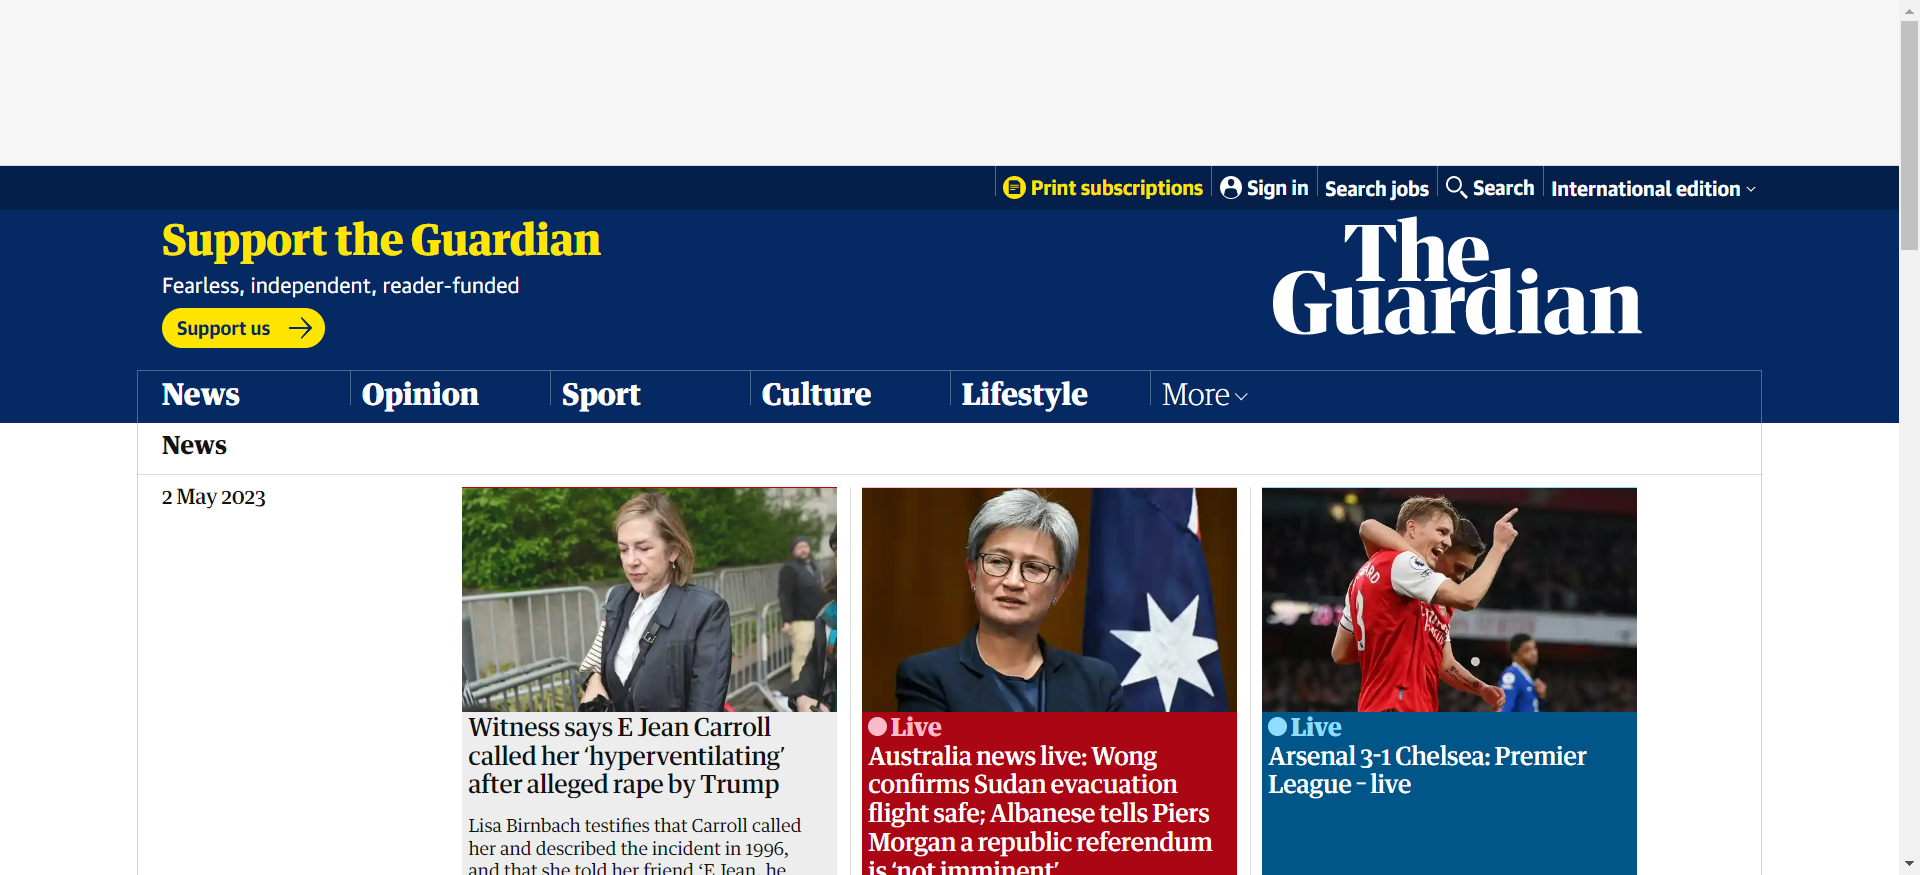 Print subscriptions
Sign in
Search jobs
Search
International edition
Support the Guardian
Fearless, independent, reader-funded
Support us
The
Guardian
News
Opinion
Sport
Culture
Lifestyle
More
News
2 May 2023
Witness says E Jean Carroll
called her ‘hyperventilating’
after alleged rape by Trump
Lisa Birnbach testifies that Carroll called
her and described the incident in 1996,
and that she told her friend ‘E Jean, he
Live
Australia news live: Wong
confirms Sudan evacuation
flight safe; Albanese tells Piers
Morgan a republic referendum
is ‘not imminent’
Live
Arsenal 3-1 Chelsea: Premier
League – live